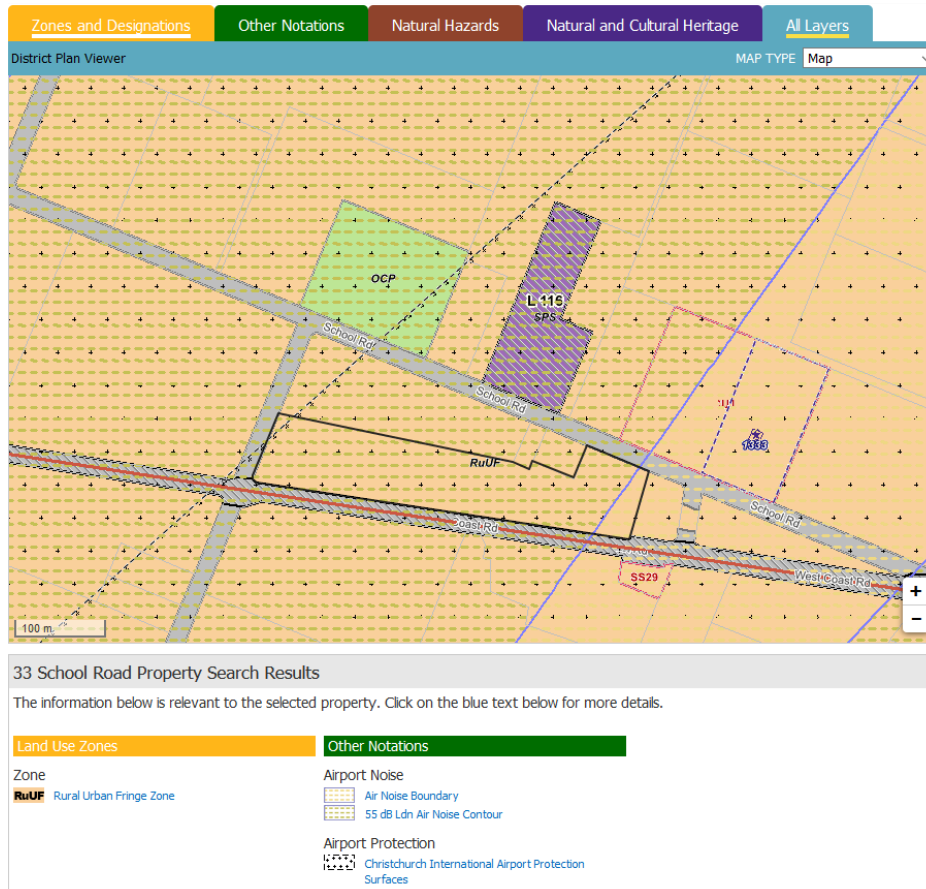 Zones and Designations
Other Notations
Natural Hazards
Natural and Cultural Heritage
All Layers
District Plan Viewer
MAP TYPE Map
OCP
L 116
SPS
School Rd
School Rd
RuUF
Coast Rd
School Rd
SS29
West Coast Rd
100 m
+
−
33 School Road Property Search Results
The information below is relevant to the selected property. Click on the blue text below for more details.
Land Use Zones
Other Notations
Zone
RuUF Rural Urban Fringe Zone
Airport Noise
Air Noise Boundary
55 dB Ldn Air Noise Contour
Airport Protection
Christchurch International Airport Protection
Surfaces